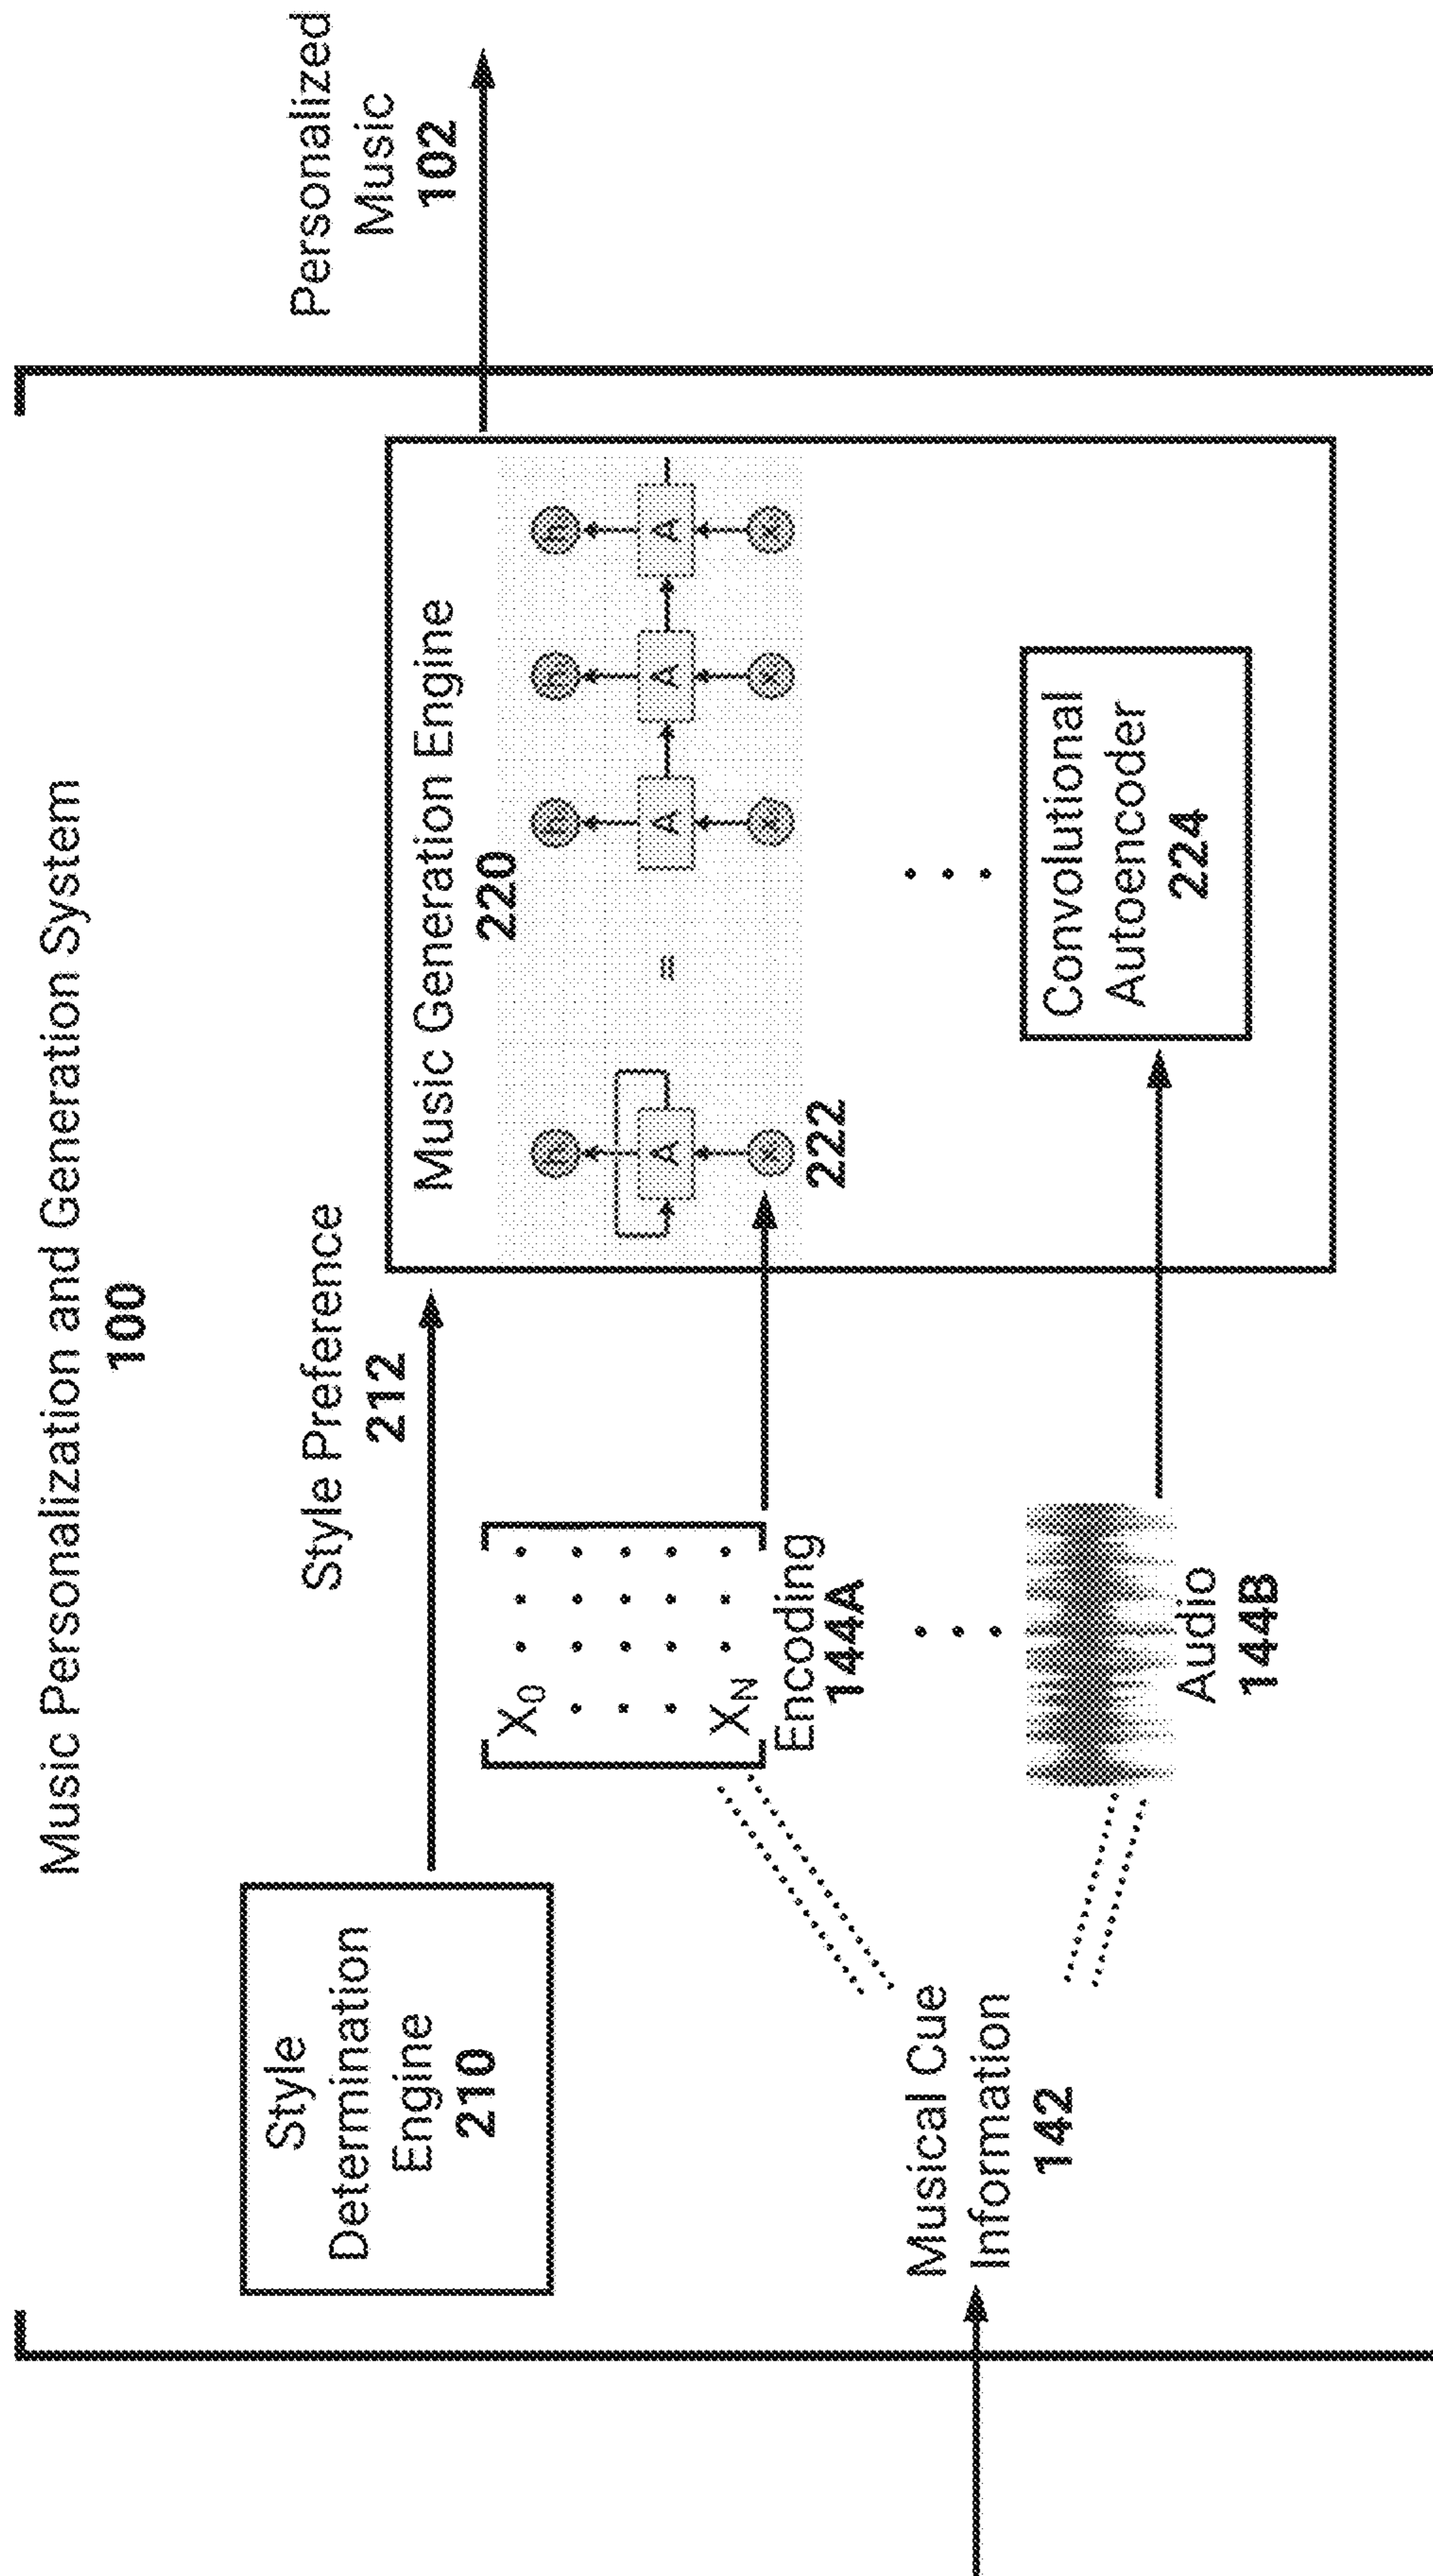 Music Personalization and Generation System
100
Style
Determination
Engine
210
Style Preference
212
Personalized
Music
102
Music Generation Engine
220
A
=
A
A
A
222
X0
XN
Encoding
144A
Musical Cue
Information
142
Audio
144B
Convolutional
Autoencoder
224